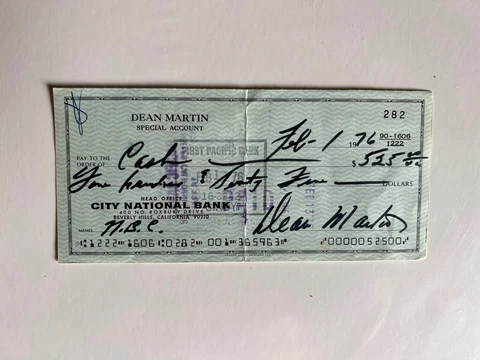 DEAN MARTIN
SPECIAL ACCOUNT
282
Feb - 1 1976
90-1606
1222
FIRST PACIFIC BANK
PAY TO THE
ORDER OF Cash $ 525 00/00
Five hundred & Twenty Five DOLLARS
HEAD OFFICE
CITY NATIONAL BANK
400 NO. ROXBURY DRIVE
BEVERLY HILLS, CALIFORNIA 90210
Dean Martin
MEMO N.B.C.
1222 1606 0282 001 365963 0000052500